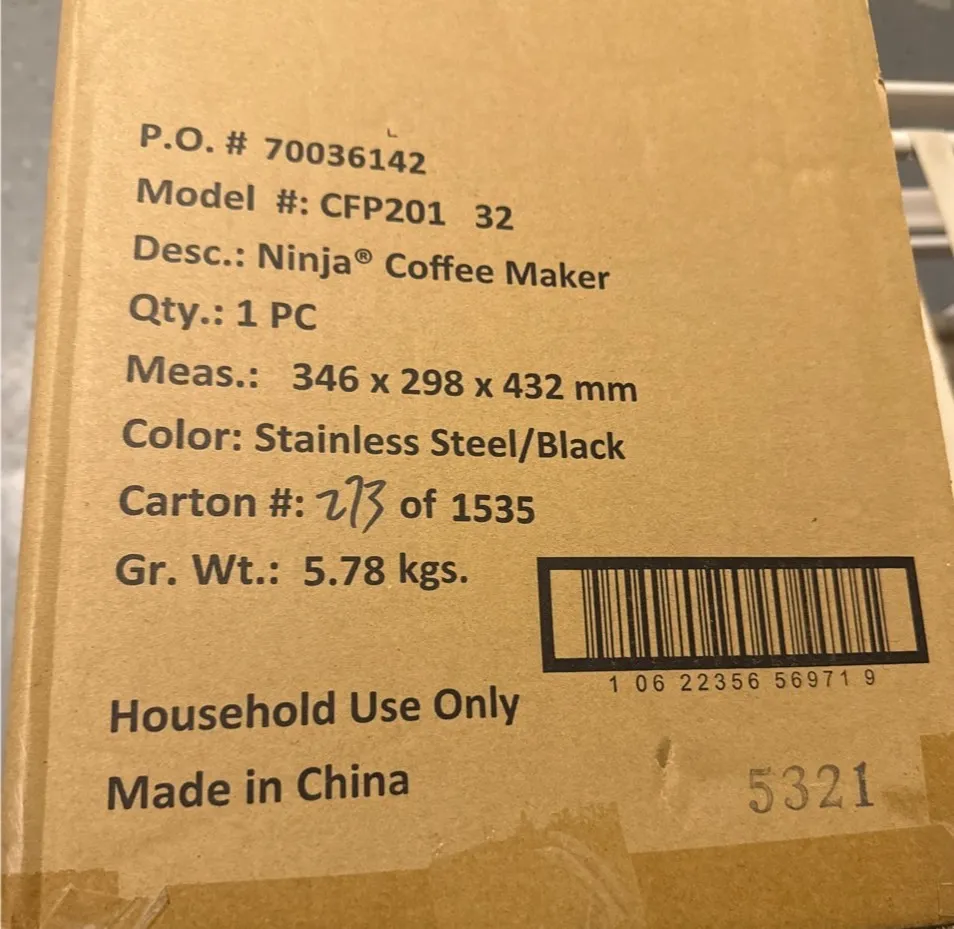 P.O. # 70036142
Model #: CFP201 32
Desc.: Ninja® Coffee Maker
Qty.: 1 PC
Meas.: 346 x 298 x 432 mm
Color: Stainless Steel/Black
Carton #: 273 of 1535
Gr. Wt.: 5.78 kgs.
1 06 22356 56971 9
Household Use Only
Made in China
5321